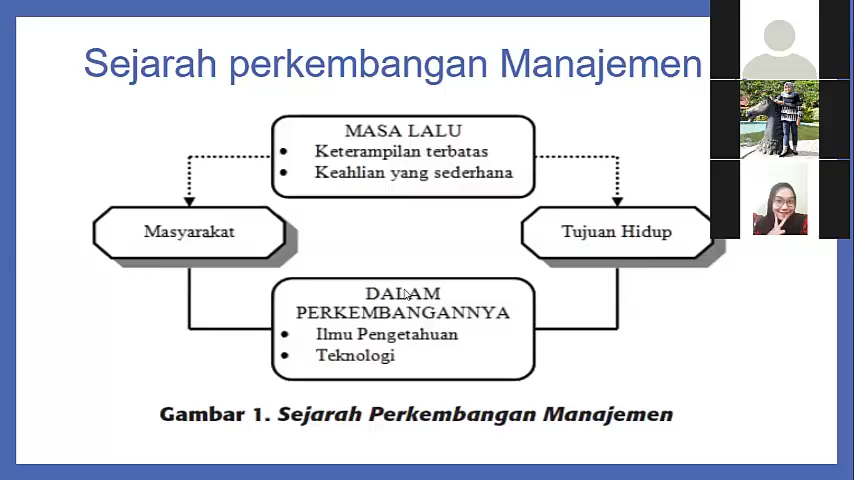 Sejarah perkembangan Manajemen
MASA LALU
• Keterampilan terbatas
• Keahlian yang sederhana
Masyarakat
Tujuan Hidup
DALAM
PERKEMBANGANNYA
• Ilmu Pengetahuan
• Teknologi
Gambar 1. Sejarah Perkembangan Manajemen